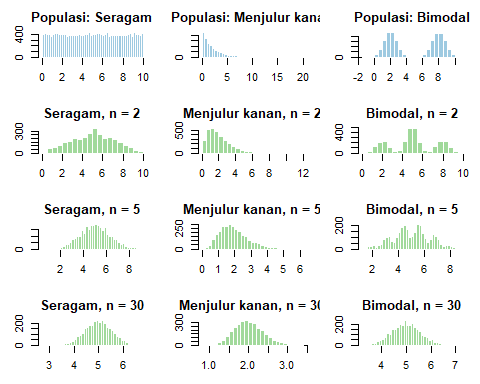 Populasi: Seragam
Populasi: Menjulur kana
Populasi: Bimodal
0 400
0 2 4 6 8 10
0
0 5 10 15 20
0
-2 0 2 4 6 8 10
Seragam, n = 2
Menjulur kanan, n = 2
Bimodal, n = 2
0 300
0 2 4 6 8 10
0 500
0 2 4 6 8 12
0 400
0 2 4 6 8 10
Seragam, n = 5
Menjulur kanan, n = 5
Bimodal, n = 5
0
2 4 6 8
0 250
0 1 2 3 4 5 6
0 200
2 4 6 8
Seragam, n = 30
Menjulur kanan, n = 30
Bimodal, n = 30
0 200
3 4 5 6
0 300
1.0 2.0 3.0
0 200
4 5 6 7